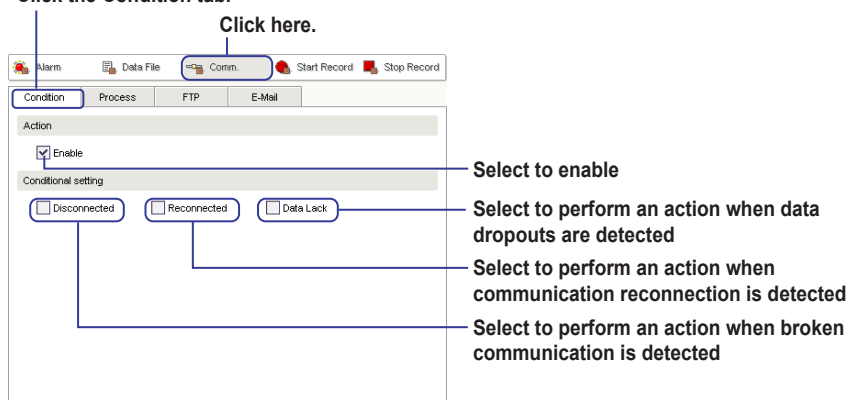 Click the Condition tab.
Click here.
Alarm Data File Comm. Start Record Stop Record
Condition Process FTP E-Mail
Action
Enable
Select to enable
Conditional setting
Disconnected Reconnected Data Lack
Select to perform an action when data
dropouts are detected
Select to perform an action when
communication reconnection is detected
Select to perform an action when broken
communication is detected